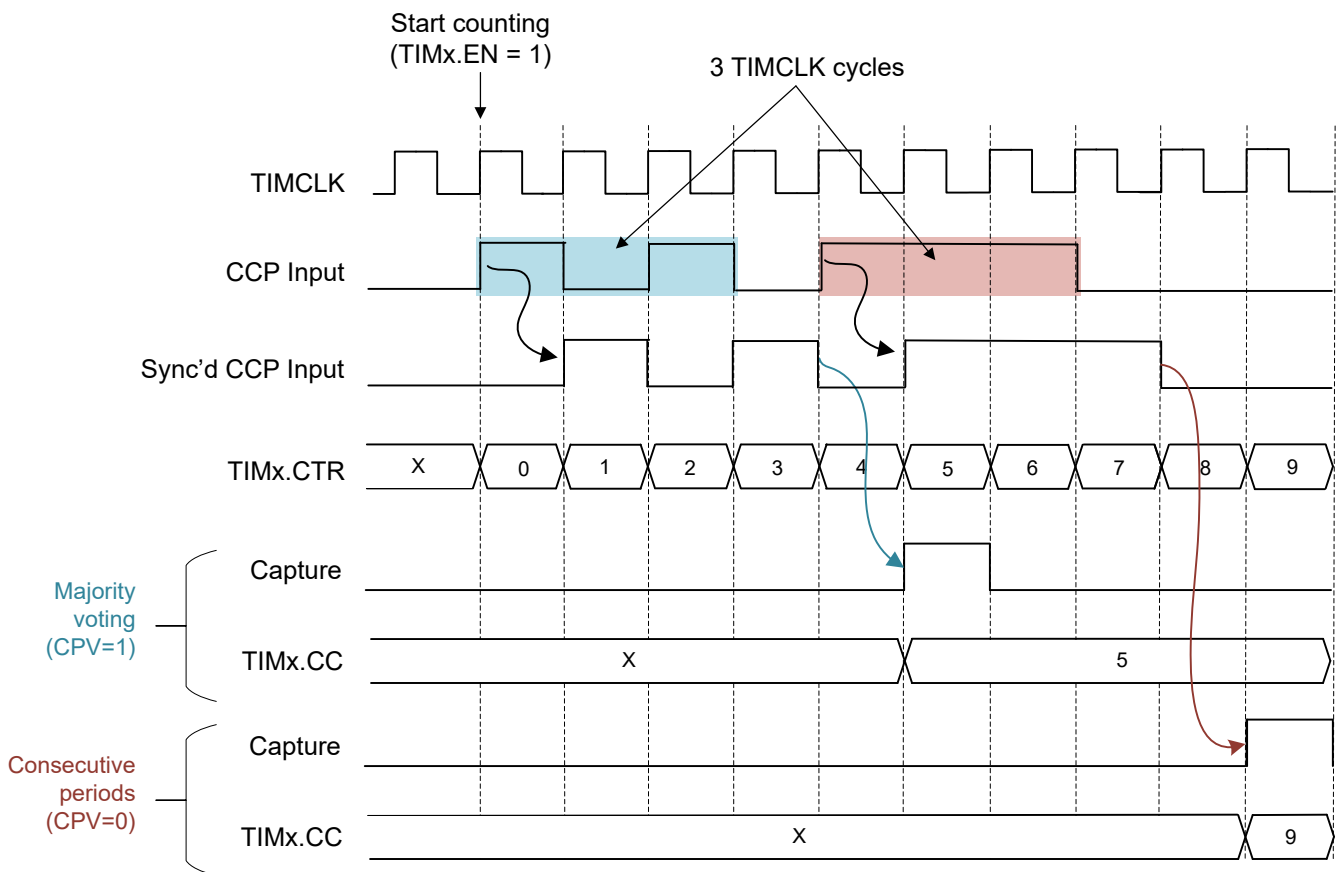 Start counting
(TIMx.EN = 1)
3 TIMCLK cycles
TIMCLK
CCP Input
Sync’d CCP Input
TIMx.CTR
X 0 1 2 3 4 5 6 7 8 9
Majority
voting
(CPV=1)
Capture
TIMx.CC
X 5
Consecutive
periods
(CPV=0)
Capture
TIMx.CC
X 9